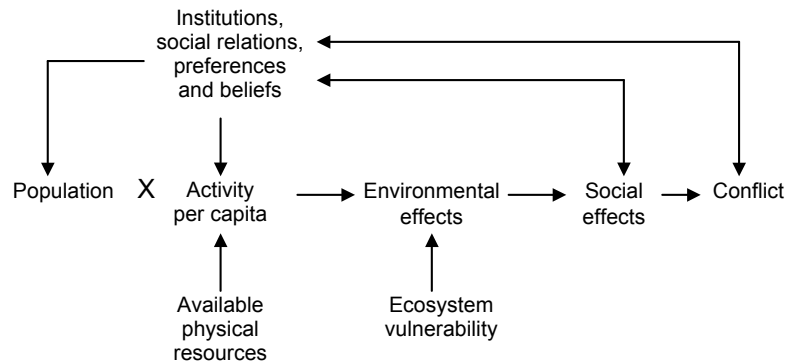 Institutions,
social relations,
preferences
and beliefs
Population X Activity
per capita
Environmental
effects
Social
effects
Conflict
Available
physical
resources
Ecosystem
vulnerability